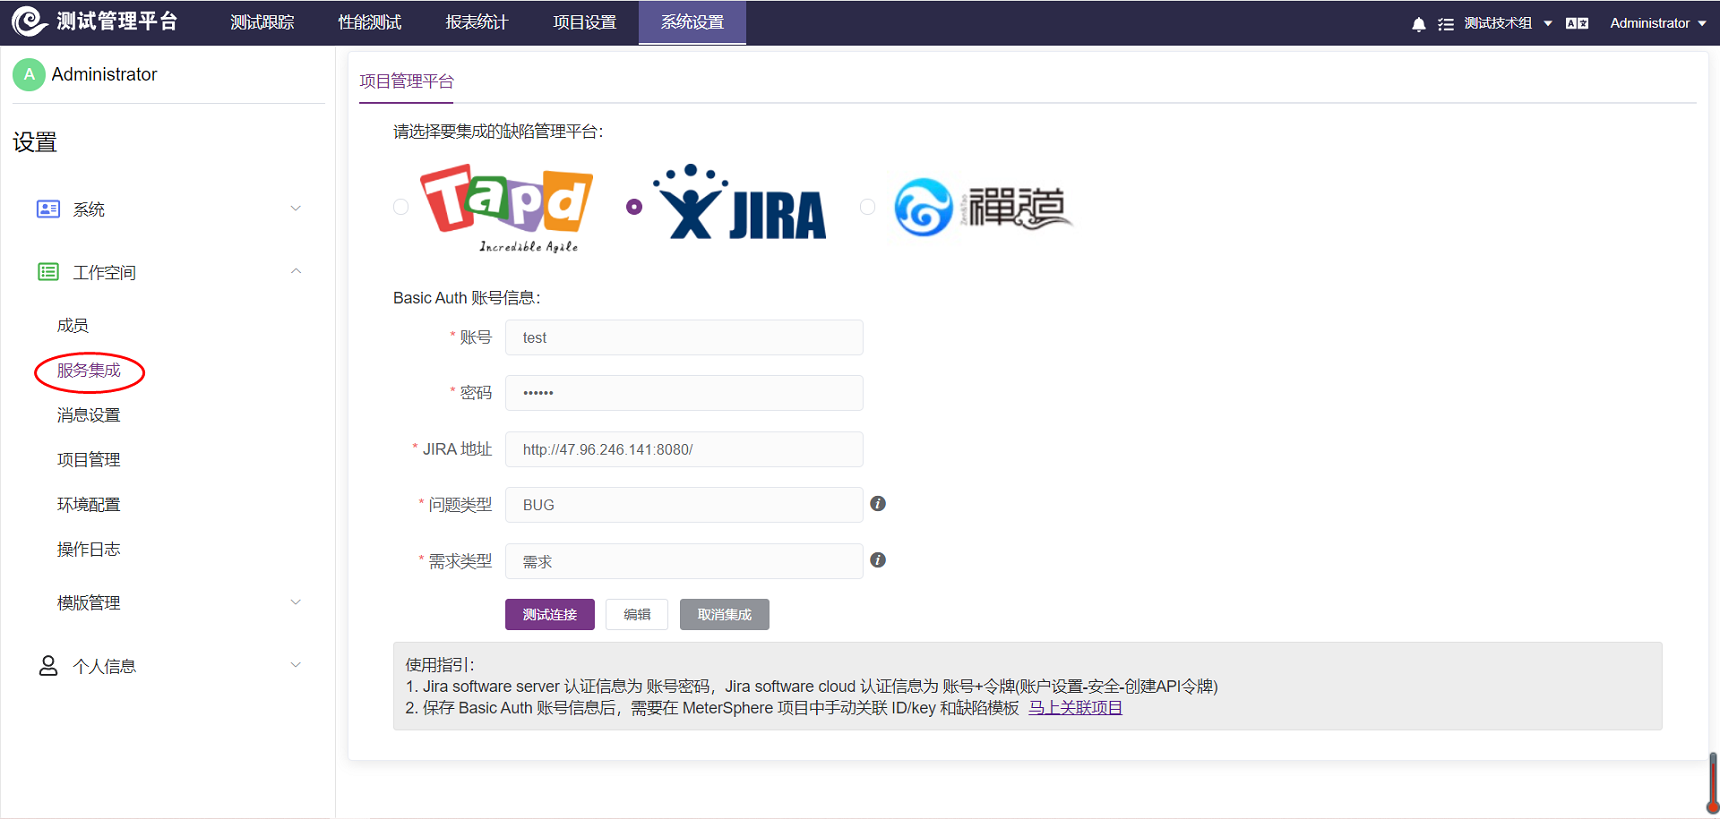 测试管理平台 测试跟踪 性能测试 报表统计 项目设置 系统设置 测试技术组 Administrator
A Administrator
设置
系统
工作空间
成员
服务集成
消息设置
项目管理
环境配置
操作日志
模版管理
个人信息
项目管理平台
请选择要集成的缺陷管理平台：
Tapd Incredible Agile
JIRA
Zen&Tao 禪道
Basic Auth 账号信息：
* 账号 test
* 密码 ••••••
* JIRA 地址 http://47.96.246.141:8080/
* 问题类型 BUG
* 需求类型 需求
测试连接 编辑 取消集成
使用指引：
1. Jira software server 认证信息为 账号密码，Jira software cloud 认证信息为 账号+令牌(账户设置-安全-创建API令牌)
2. 保存 Basic Auth 账号信息后，需要在 MeterSphere 项目中手动关联 ID/key 和缺陷模板 马上关联项目